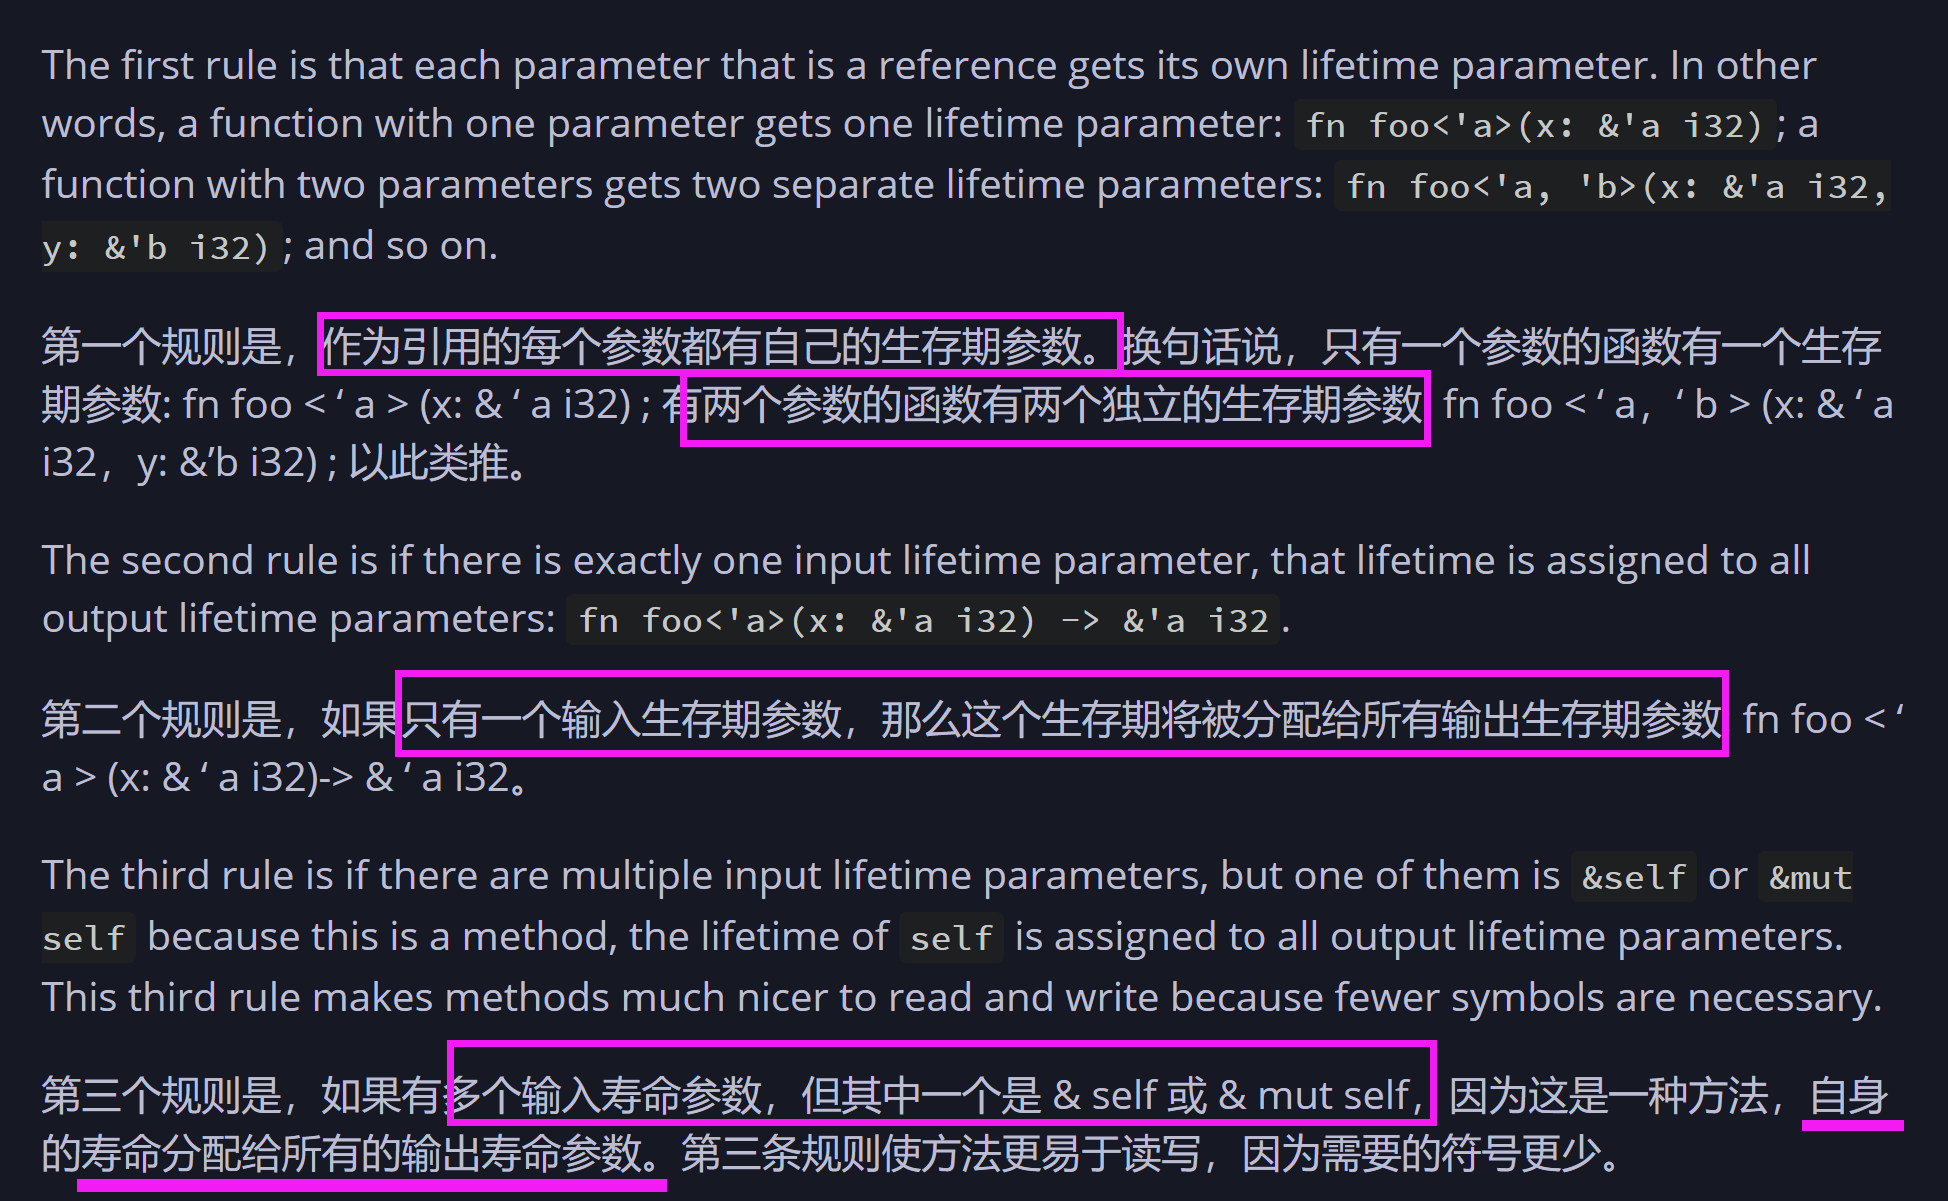 The first rule is that each parameter that is a reference gets its own lifetime parameter. In other
words, a function with one parameter gets one lifetime parameter: fn foo<'a>(x: &'a i32); a
function with two parameters gets two separate lifetime parameters: fn foo<'a, 'b>(x: &'a i32,
y: &'b i32); and so on.
第一个规则是，作为引用的每个参数都有自己的生存期参数。换句话说，只有一个参数的函数有一个生存
期参数: fn foo < ‘ a > (x: & ‘ a i32) ; 有两个参数的函数有两个独立的生存期参数 fn foo < ‘ a，‘ b > (x: & ‘ a
i32，y: &’b i32) ; 以此类推。
The second rule is if there is exactly one input lifetime parameter, that lifetime is assigned to all
output lifetime parameters: fn foo<'a>(x: &'a i32) -> &'a i32.
第二个规则是，如果只有一个输入生存期参数，那么这个生存期将被分配给所有输出生存期参数: fn foo < ‘
a > (x: & ‘ a i32)-> & ‘ a i32。
The third rule is if there are multiple input lifetime parameters, but one of them is &self or &mut
self because this is a method, the lifetime of self is assigned to all output lifetime parameters.
This third rule makes methods much nicer to read and write because fewer symbols are necessary.
第三个规则是，如果有多个输入寿命参数，但其中一个是 & self 或 & mut self，因为这是一种方法，自身
的寿命分配给所有的输出寿命参数。第三条规则使方法更易于读写，因为需要的符号更少。